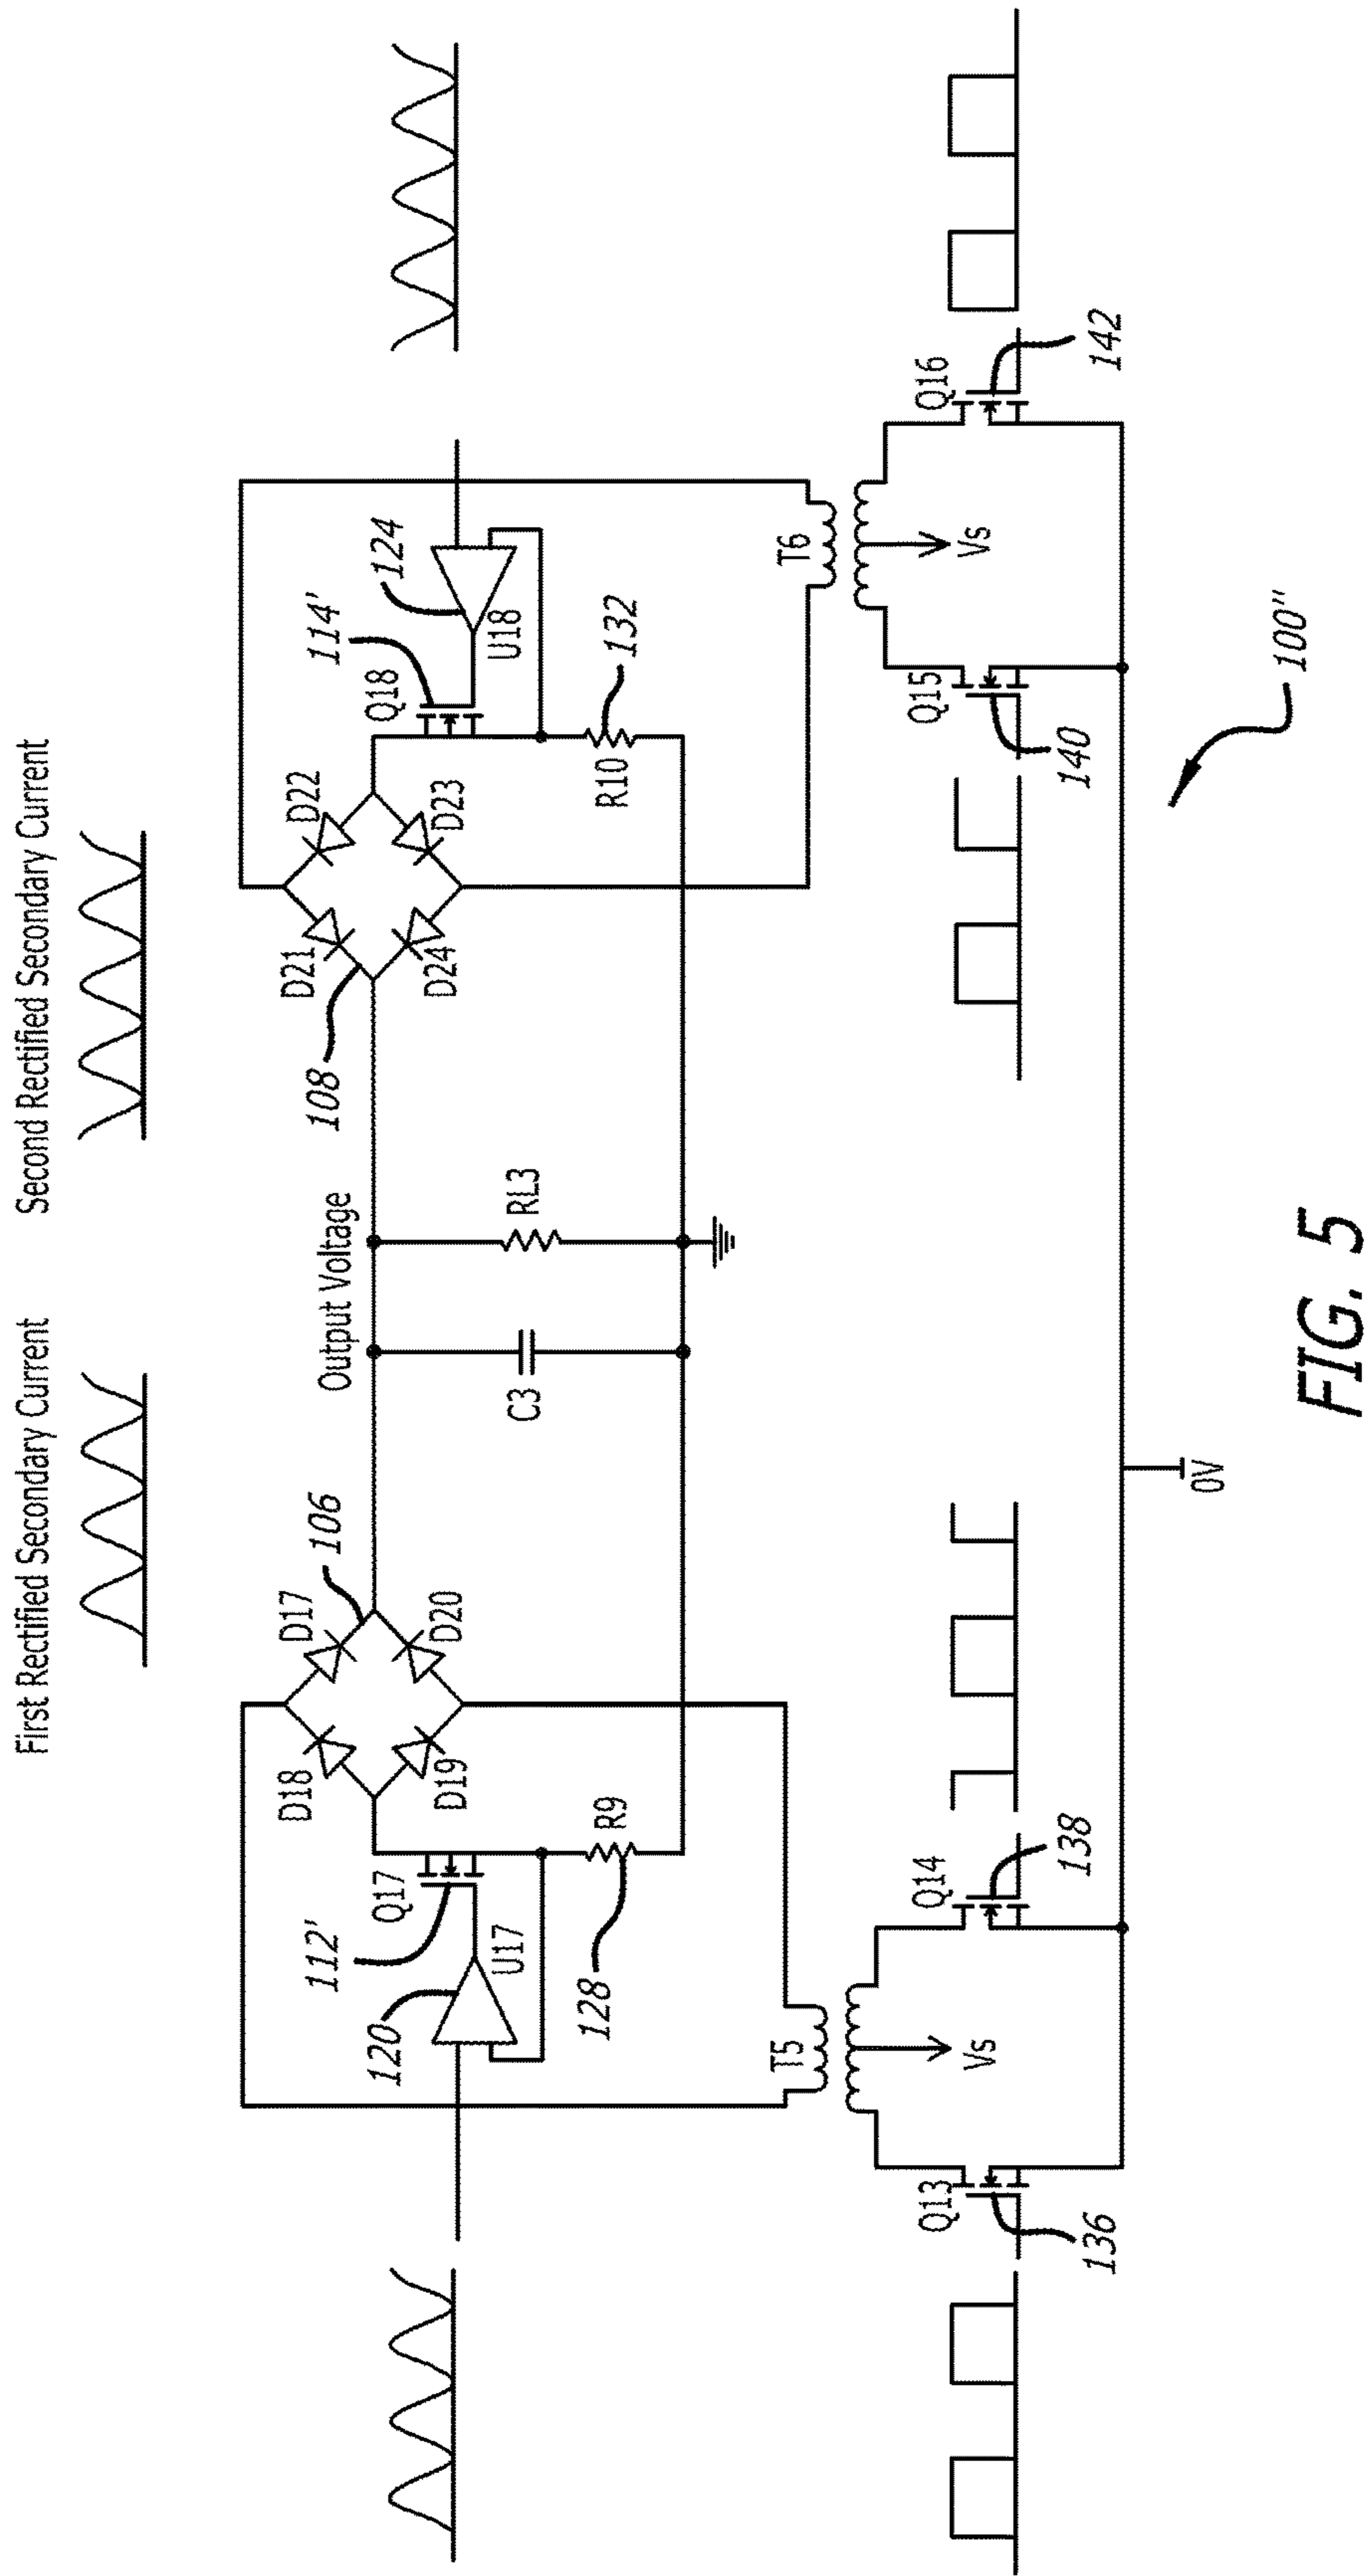 First Rectified Secondary Current
Second Rectified Secondary Current
Output Voltage
D17
106
D18
D19
D20
Q17
112'
120
U17
R9
128
C3
RL3
D21
108
D22
D23
D24
Q18
114'
124
U18
R10
132
T5
T6
Vs
Vs
Q13
136
Q14
138
Q15
140
Q16
142
0V
100"
FIG. 5